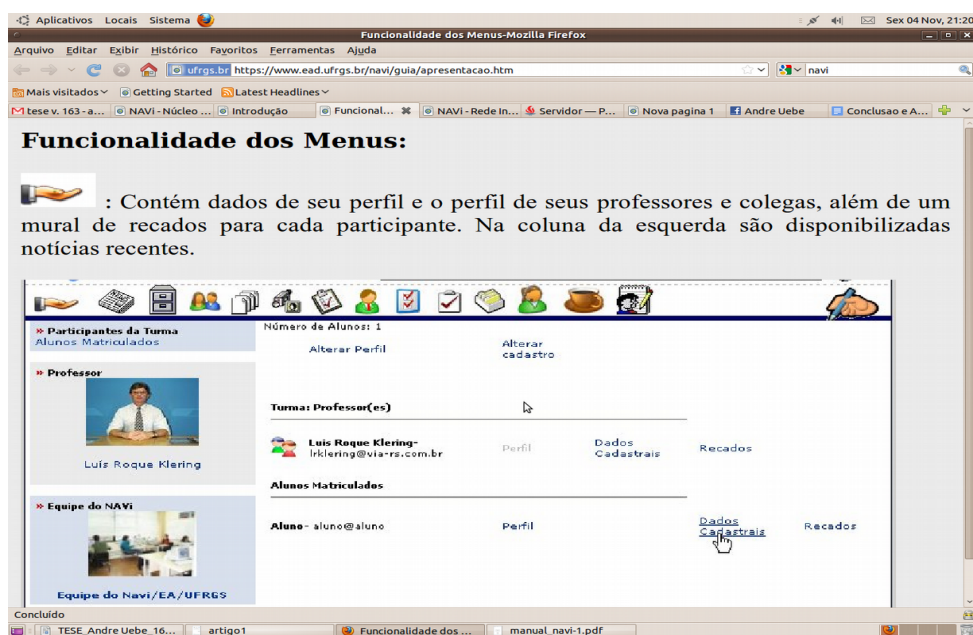 Aplicativos Locais Sistema Sex 04 Nov, 21:20
Funcionalidade dos Menus-Mozilla Firefox
Arquivo Editar Exibir Histórico Favoritos Ferramentas Ajuda
ufrgs.br https://www.ead.ufrgs.br/navi/guia/apresentacao.htm navi
Mais visitados Getting Started Latest Headlines
tese v. 163 - a... NAVi - Núcleo ... Introdução Funcional... NAVi - Rede In... Servidor — P... Nova pagina 1 Andre Uebe Conclusao e A...
Funcionalidade dos Menus:
: Contém dados de seu perfil e o perfil de seus professores e colegas, além de um
mural de recados para cada participante. Na coluna da esquerda são disponibilizadas
notícias recentes.
» Participantes da Turma
Alunos Matriculados
» Professor
Luís Roque Klering
» Equipe do NAVi
Equipe do Navi/EA/UFRGS
Número de Alunos: 1
Alterar Perfil Alterar
cadastro
Turma: Professor(es)
Luis Roque Klering- Perfil Dados Recados
lrklering@via-rs.com.br Cadastrais
Alunos Matriculados
Aluno- aluno@aluno Perfil Dados Recados
Cadastrais
Concluído
TESE_Andre Uebe_16... artigo1 Funcionalidade dos ... manual_navi-1.pdf